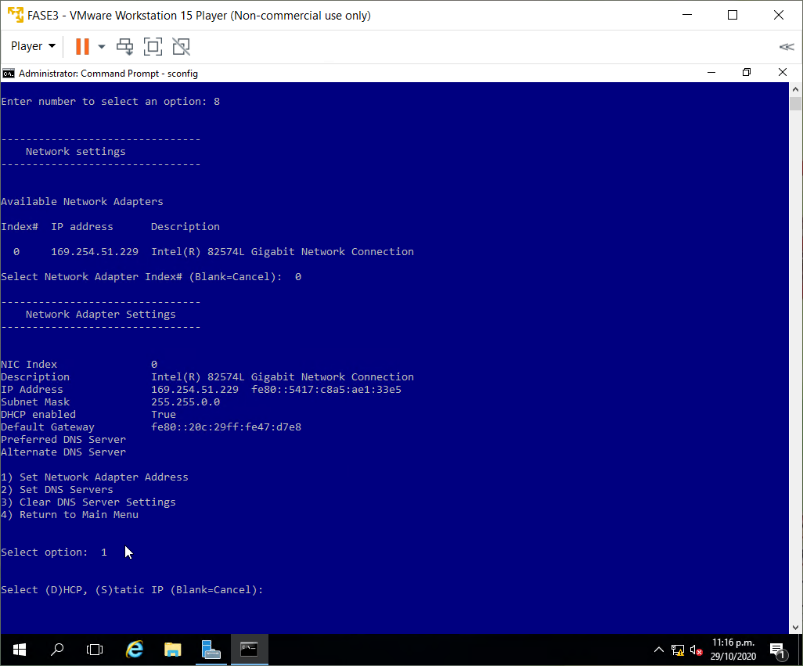 FASE3 - VMware Workstation 15 Player (Non-commercial use only)
Player
Administrator: Command Prompt - sconfig
Enter number to select an option: 8
-------------------------------
Network settings
-------------------------------
Available Network Adapters
Index# IP address Description
0 169.254.51.229 Intel(R) 82574L Gigabit Network Connection
Select Network Adapter Index# (Blank=Cancel): 0
-------------------------------
Network Adapter Settings
-------------------------------
NIC Index 0
Description Intel(R) 82574L Gigabit Network Connection
IP Address 169.254.51.229 fe80::5417:c8a5:ae1:33e5
Subnet Mask 255.255.0.0
DHCP enabled True
Default Gateway fe80::20c:29ff:fe47:d7e8
Preferred DNS Server
Alternate DNS Server
1) Set Network Adapter Address
2) Set DNS Servers
3) Clear DNS Server Settings
4) Return to Main Menu
Select option: 1
Select (D)HCP, (S)tatic IP (Blank=Cancel):
11:16 p.m.
29/10/2020
1